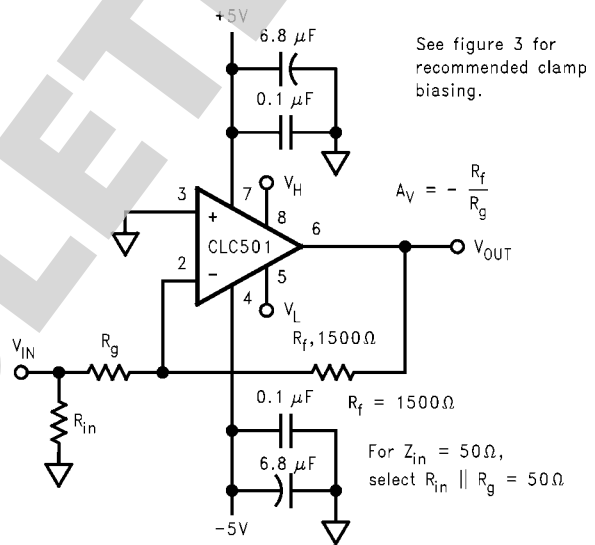 +5V
6.8 μF
0.1 μF
See figure 3 for
recommended clamp
biasing.
3
7
V_H
8
+
CLC501
6
A_V = - R_f / R_g
V_OUT
2
-
5
4
V_L
V_IN
R_g
R_f, 1500Ω
R_in
0.1 μF
R_f = 1500Ω
6.8 μF
For Z_in = 50Ω,
select R_in || R_g = 50Ω
-5V